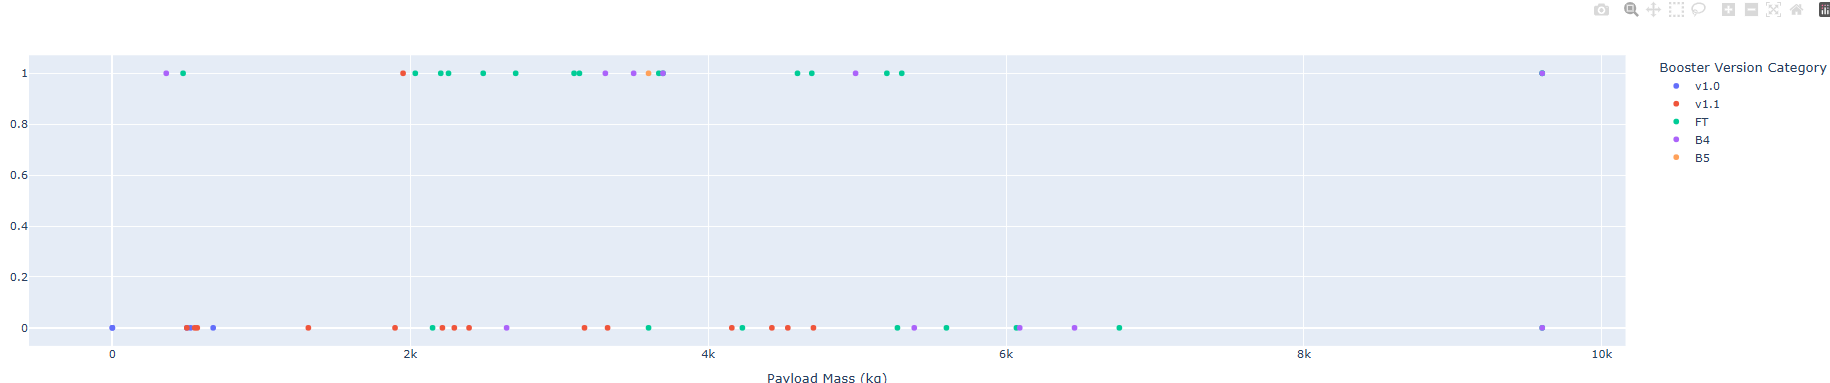 Booster Version Category
v1.0
v1.1
FT
B4
B5
1
0.8
0.6
0.4
0.2
0
0 2k 4k 6k 8k 10k
Payload Mass (kg)